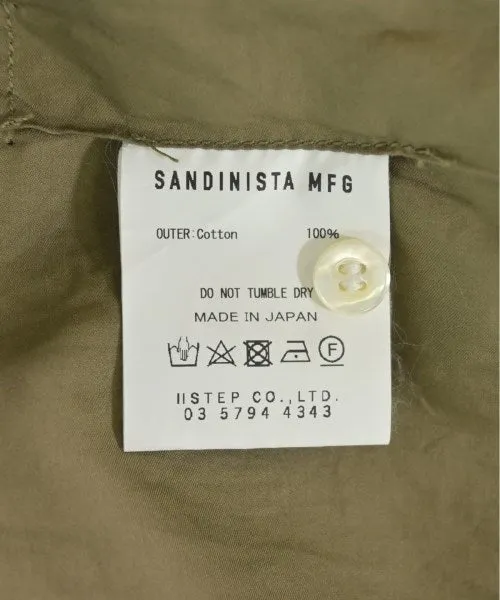 SANDINISTA MFG
OUTER:Cotton 100%
DO NOT TUMBLE DRY
MADE IN JAPAN
F
IISTEP CO.,LTD.
03 5794 4343